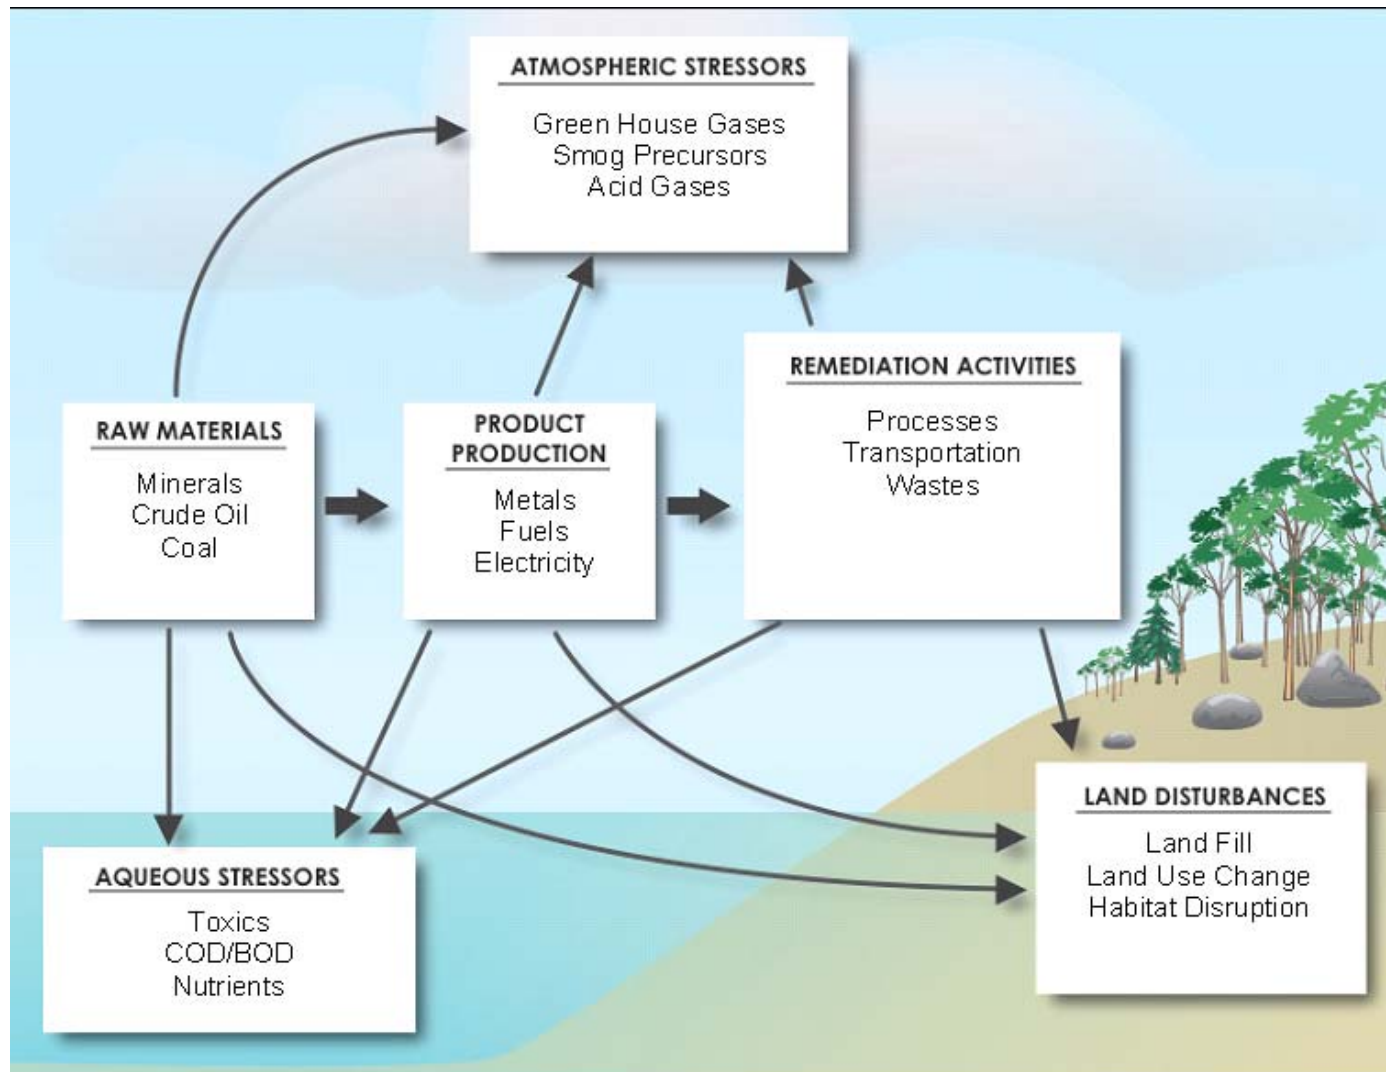 ATMOSPHERIC STRESSORS
Green House Gases
Smog Precursors
Acid Gases
RAW MATERIALS
Minerals
Crude Oil
Coal
PRODUCT
PRODUCTION
Metals
Fuels
Electricity
REMEDIATION ACTIVITIES
Processes
Transportation
Wastes
AQUEOUS STRESSORS
Toxics
COD/BOD
Nutrients
LAND DISTURBANCES
Land Fill
Land Use Change
Habitat Disruption